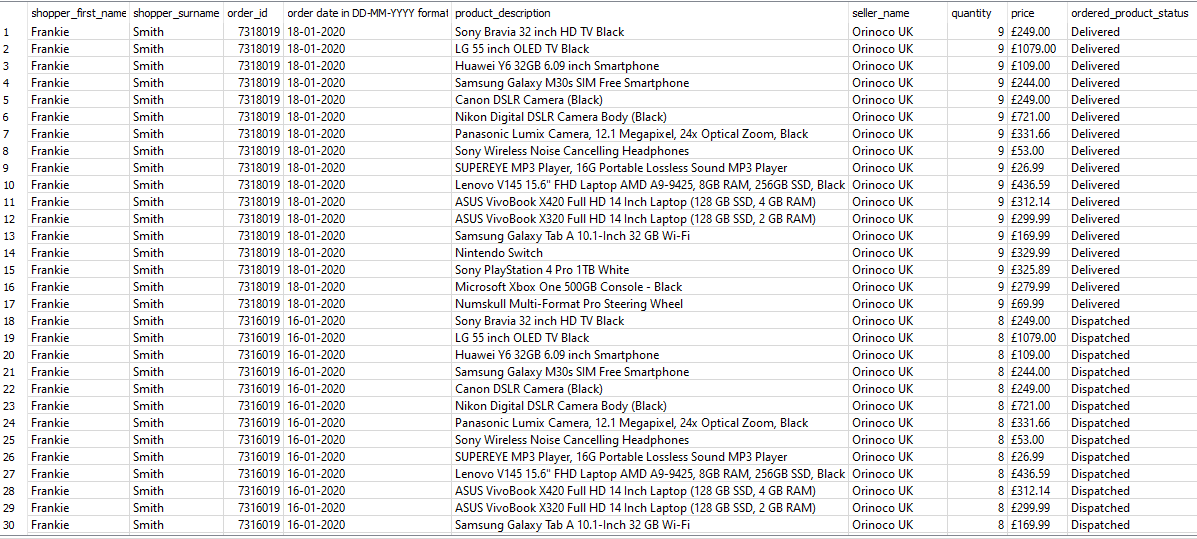 shopper_first_name shopper_surname order_id order date in DD-MM-YYYY format product_description seller_name quantity price ordered_product_status
1 Frankie Smith 7318019 18-01-2020 Sony Bravia 32 inch HD TV Black Orinoco UK 9 £249.00 Delivered
2 Frankie Smith 7318019 18-01-2020 LG 55 inch OLED TV Black Orinoco UK 9 £1079.00 Delivered
3 Frankie Smith 7318019 18-01-2020 Huawei Y6 32GB 6.09 inch Smartphone Orinoco UK 9 £109.00 Delivered
4 Frankie Smith 7318019 18-01-2020 Samsung Galaxy M30s SIM Free Smartphone Orinoco UK 9 £244.00 Delivered
5 Frankie Smith 7318019 18-01-2020 Canon DSLR Camera (Black) Orinoco UK 9 £249.00 Delivered
6 Frankie Smith 7318019 18-01-2020 Nikon Digital DSLR Camera Body (Black) Orinoco UK 9 £721.00 Delivered
7 Frankie Smith 7318019 18-01-2020 Panasonic Lumix Camera, 12.1 Megapixel, 24x Optical Zoom, Black Orinoco UK 9 £331.66 Delivered
8 Frankie Smith 7318019 18-01-2020 Sony Wireless Noise Cancelling Headphones Orinoco UK 9 £53.00 Delivered
9 Frankie Smith 7318019 18-01-2020 SUPEREYE MP3 Player, 16G Portable Lossless Sound MP3 Player Orinoco UK 9 £26.99 Delivered
10 Frankie Smith 7318019 18-01-2020 Lenovo V145 15.6" FHD Laptop AMD A9-9425, 8GB RAM, 256GB SSD, Black Orinoco UK 9 £436.59 Delivered
11 Frankie Smith 7318019 18-01-2020 ASUS VivoBook X420 Full HD 14 Inch Laptop (128 GB SSD, 4 GB RAM) Orinoco UK 9 £312.14 Delivered
12 Frankie Smith 7318019 18-01-2020 ASUS VivoBook X320 Full HD 14 Inch Laptop (128 GB SSD, 2 GB RAM) Orinoco UK 9 £299.99 Delivered
13 Frankie Smith 7318019 18-01-2020 Samsung Galaxy Tab A 10.1-Inch 32 GB Wi-Fi Orinoco UK 9 £169.99 Delivered
14 Frankie Smith 7318019 18-01-2020 Nintendo Switch Orinoco UK 9 £329.99 Delivered
15 Frankie Smith 7318019 18-01-2020 Sony PlayStation 4 Pro 1TB White Orinoco UK 9 £325.89 Delivered
16 Frankie Smith 7318019 18-01-2020 Microsoft Xbox One 500GB Console - Black Orinoco UK 9 £279.99 Delivered
17 Frankie Smith 7318019 18-01-2020 Numskull Multi-Format Pro Steering Wheel Orinoco UK 9 £69.99 Delivered
18 Frankie Smith 7316019 16-01-2020 Sony Bravia 32 inch HD TV Black Orinoco UK 8 £249.00 Dispatched
19 Frankie Smith 7316019 16-01-2020 LG 55 inch OLED TV Black Orinoco UK 8 £1079.00 Dispatched
20 Frankie Smith 7316019 16-01-2020 Huawei Y6 32GB 6.09 inch Smartphone Orinoco UK 8 £109.00 Dispatched
21 Frankie Smith 7316019 16-01-2020 Samsung Galaxy M30s SIM Free Smartphone Orinoco UK 8 £244.00 Dispatched
22 Frankie Smith 7316019 16-01-2020 Canon DSLR Camera (Black) Orinoco UK 8 £249.00 Dispatched
23 Frankie Smith 7316019 16-01-2020 Nikon Digital DSLR Camera Body (Black) Orinoco UK 8 £721.00 Dispatched
24 Frankie Smith 7316019 16-01-2020 Panasonic Lumix Camera, 12.1 Megapixel, 24x Optical Zoom, Black Orinoco UK 8 £331.66 Dispatched
25 Frankie Smith 7316019 16-01-2020 Sony Wireless Noise Cancelling Headphones Orinoco UK 8 £53.00 Dispatched
26 Frankie Smith 7316019 16-01-2020 SUPEREYE MP3 Player, 16G Portable Lossless Sound MP3 Player Orinoco UK 8 £26.99 Dispatched
27 Frankie Smith 7316019 16-01-2020 Lenovo V145 15.6" FHD Laptop AMD A9-9425, 8GB RAM, 256GB SSD, Black Orinoco UK 8 £436.59 Dispatched
28 Frankie Smith 7316019 16-01-2020 ASUS VivoBook X420 Full HD 14 Inch Laptop (128 GB SSD, 4 GB RAM) Orinoco UK 8 £312.14 Dispatched
29 Frankie Smith 7316019 16-01-2020 ASUS VivoBook X320 Full HD 14 Inch Laptop (128 GB SSD, 2 GB RAM) Orinoco UK 8 £299.99 Dispatched
30 Frankie Smith 7316019 16-01-2020 Samsung Galaxy Tab A 10.1-Inch 32 GB Wi-Fi Orinoco UK 8 £169.99 Dispatched